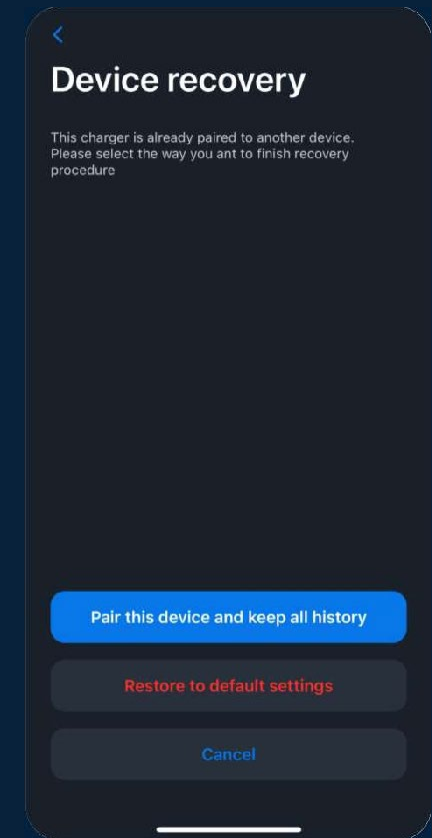 Device recovery
This charger is already paired to another device.
Please select the way you ant to finish recovery
procedure
Pair this device and keep all history
Restore to default settings
Cancel